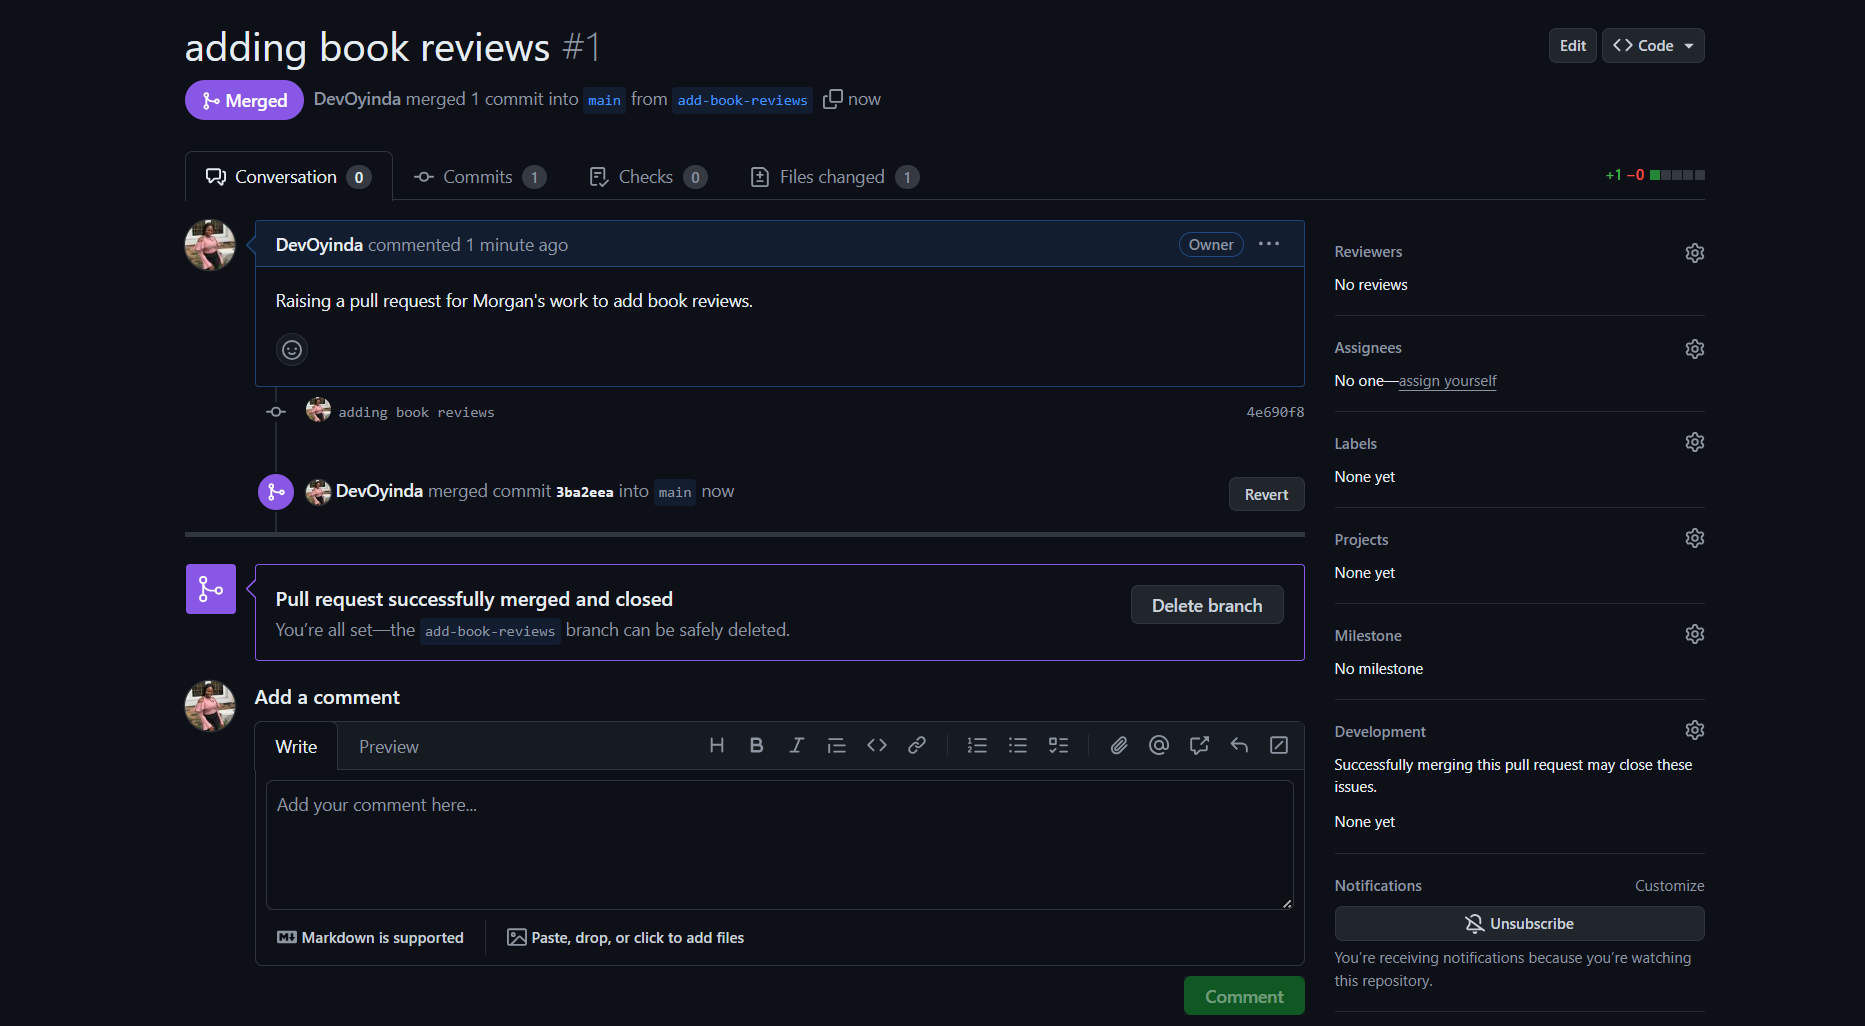 adding book reviews #1
Edit
Code
Merged
DevOyinda merged 1 commit into main from add-book-reviews now
Conversation 0
Commits 1
Checks 0
Files changed 1
+1 −0
DevOyinda commented 1 minute ago
Owner
Raising a pull request for Morgan's work to add book reviews.
adding book reviews
4e690f8
DevOyinda merged commit 3ba2eea into main now
Revert
Pull request successfully merged and closed
You're all set—the add-book-reviews branch can be safely deleted.
Delete branch
Add a comment
Write
Preview
Add your comment here...
Markdown is supported
Paste, drop, or click to add files
Comment
Reviewers
No reviews
Assignees
No one—assign yourself
Labels
None yet
Projects
None yet
Milestone
No milestone
Development
Successfully merging this pull request may close these
issues.
None yet
Notifications
Customize
Unsubscribe
You're receiving notifications because you're watching
this repository.